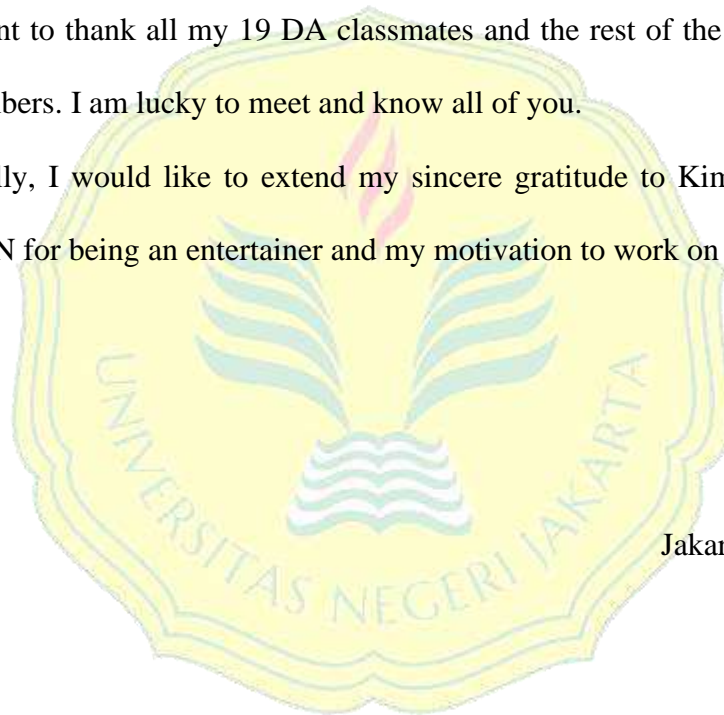 nt to thank all my 19 DA classmates and the rest of the
bers. I am lucky to meet and know all of you.
lly, I would like to extend my sincere gratitude to Kim
N for being an entertainer and my motivation to work on
UNIVERSITAS NEGERI JAKARTA
Jakar